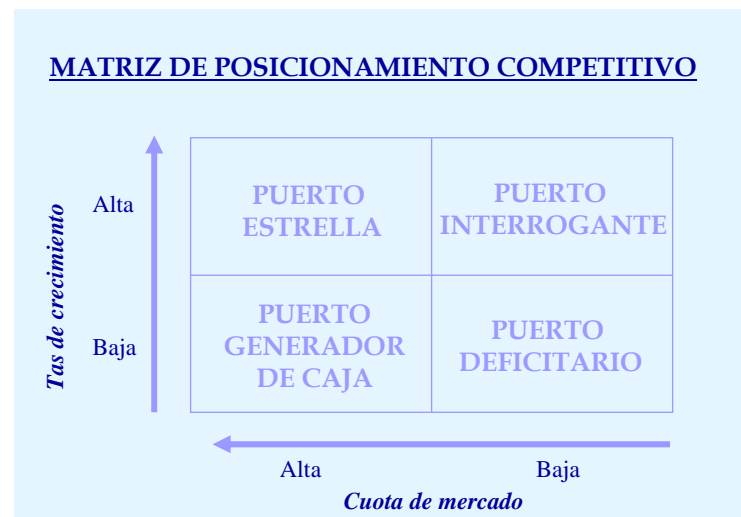 MATRIZ DE POSICIONAMIENTO COMPETITIVO
Tas de crecimiento
Alta
PUERTO
ESTRELLA
PUERTO
INTERROGANTE
Baja
PUERTO
GENERADOR
DE CAJA
PUERTO
DEFICITARIO
Alta
Baja
Cuota de mercado